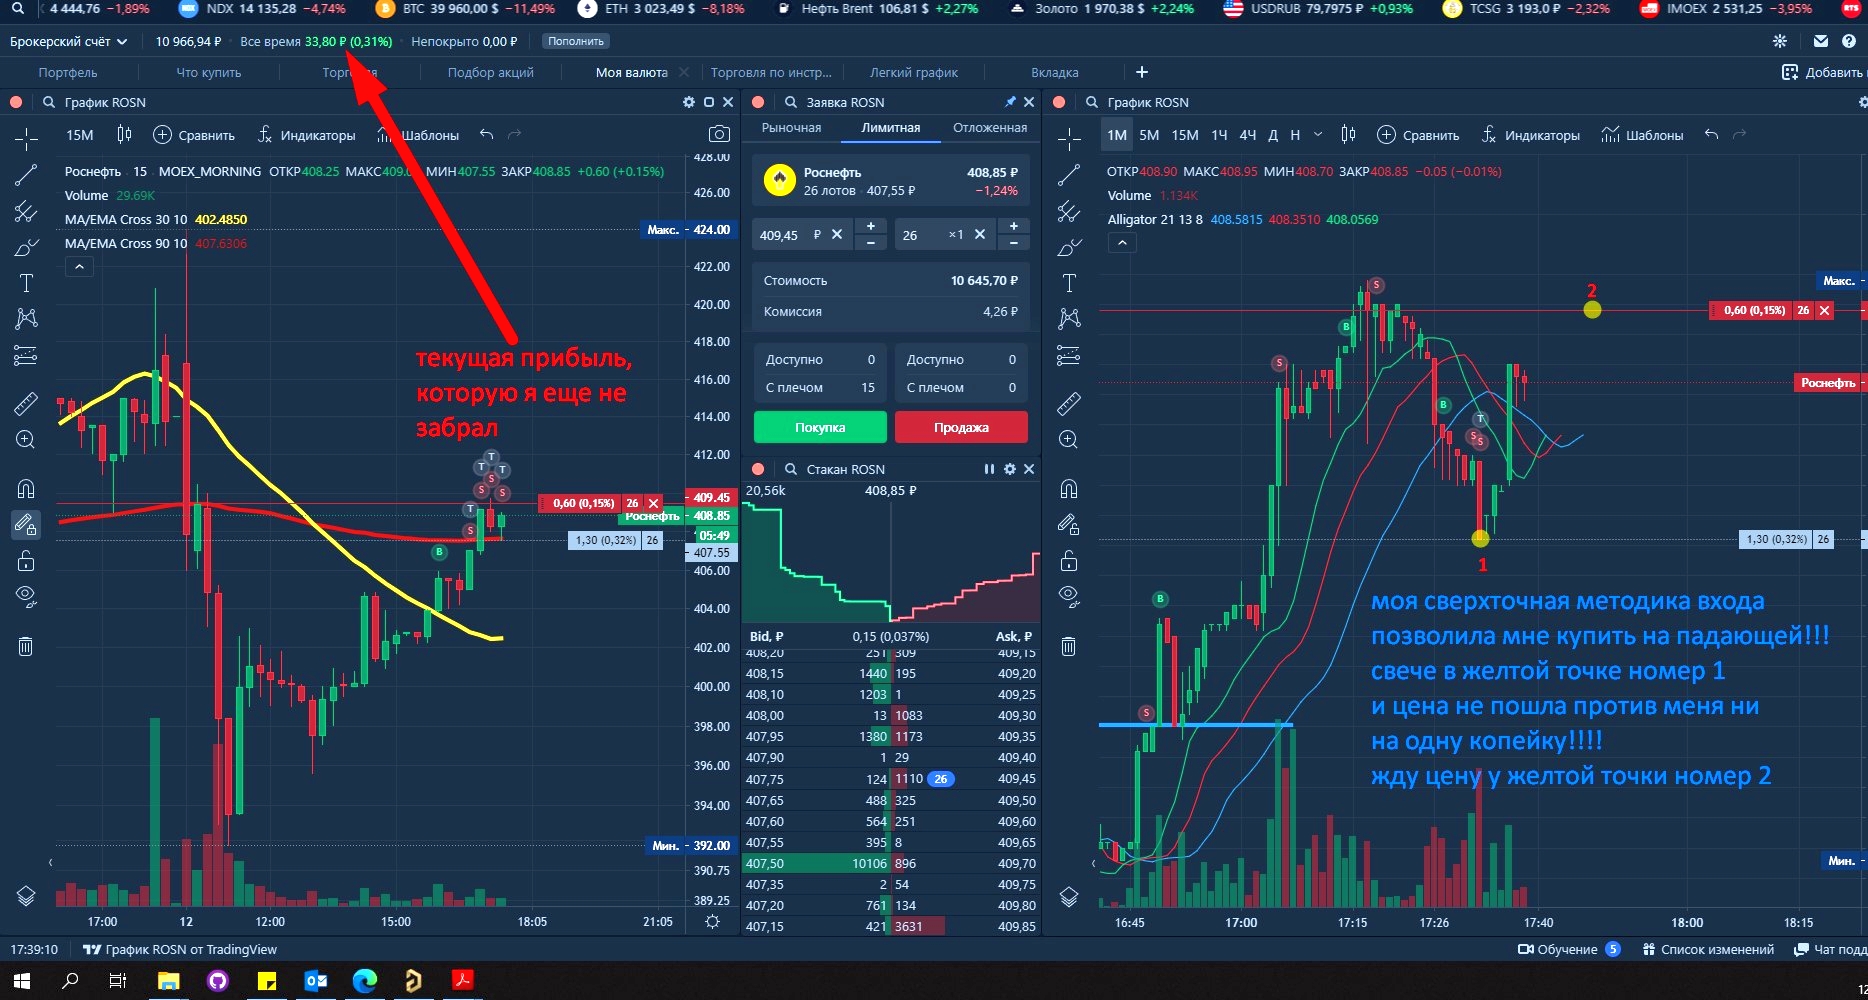 4 444,76 −1,89% NDX 14 135,28 −4,74% BTC 39 960,00 $ −11,49% ETH 3 023,49 $ −8,18% Нефть Brent 106,81 $ +2,27% Золото 1 970,38 $ +2,24% USDRUB 79,7975 ₽ +0,93% TCSG 3 193,0 ₽ −2,32% IMOEX 2 531,25 −3,95% RTS
Брокерский счёт 10 966,94 ₽ · Все время 33,80 ₽ (0,31%) · Непокрыто 0,00 ₽ Пополнить
Портфель Что купить Подбор акций Моя валюта Торговля по инстр... Легкий график Вкладка Добавить
График ROSN
15М Сравнить Индикаторы Шаблоны
Роснефть · 15 · MOEX_MORNING ОТКР408.25 МИН407.55 ЗАКР408.85 +0.60 (+0.15%)
Volume 29.69K
MA/EMA Cross 30 10 402.4850
MA/EMA Cross 90 10 407.6306
428.00
426.00
Макс. 424.00
422.00
420.00
418.00
416.00
414.00
412.00
409.45
Роснефть 408.85
05:49
407.55
406.00
404.00
402.00
400.00
398.00
396.00
394.00
Мин. 392.00
390.75
389.25
0,60 (0,15%) 26
1,30 (0,32%) 26
текущая прибыль,
которую я еще не
забрал
T
T T
S
S S
T
S
B
17:00 12 12:00 15:00 18:05 21:05
Заявка ROSN
Рыночная Лимитная Отложенная
Роснефть 408,85 ₽
26 лотов · 407,55 ₽ −1,24%
409,45 ₽ 26 ×1
Стоимость 10 645,70 ₽
Комиссия 4,26 ₽
Доступно 0 Доступно 0
С плечом 15 С плечом 0
Покупка Продажа
Стакан ROSN
20,56k 408,85 ₽
Bid, ₽ 0,15 (0,037%) Ask, ₽
408,20 251 309 409,15
408,15 1440 195 409,20
408,10 1203 1 409,25
408,00 13 1083 409,30
407,95 1380 1173 409,35
407,90 1 29 409,40
407,75 124 1110 26 409,45
407,65 488 325 409,50
407,60 564 251 409,60
407,55 395 8 409,65
407,50 10106 896 409,70
407,35 2 54 409,75
407,20 761 134 409,80
407,15 421 3631 409,85
График ROSN
1М 5М 15М 1Ч 4Ч Д Н Сравнить Индикаторы Шаблоны
ОТКР408.90 МАКС408.95 МИН408.70 ЗАКР408.85 −0.05 (−0.01%)
Volume 1.134K
Alligator 21 13 8 408.5815 408.3510 408.0569
Макс.
2
0,60 (0,15%) 26
Роснефть
1,30 (0,32%) 26
S
B
S
B
T
S
S
B
S
1
моя сверхточная методика входа
позволила мне купить на падающей!!!
свече в желтой точке номер 1
и цена не пошла против меня ни
на одну копейку!!!!
жду цену у желтой точки номер 2
Мин.
16:45 17:00 17:15 17:26 17:40 18:00 18:15
17:39:10 График ROSN от TradingView Обучение 5 Список изменений Чат подд
12